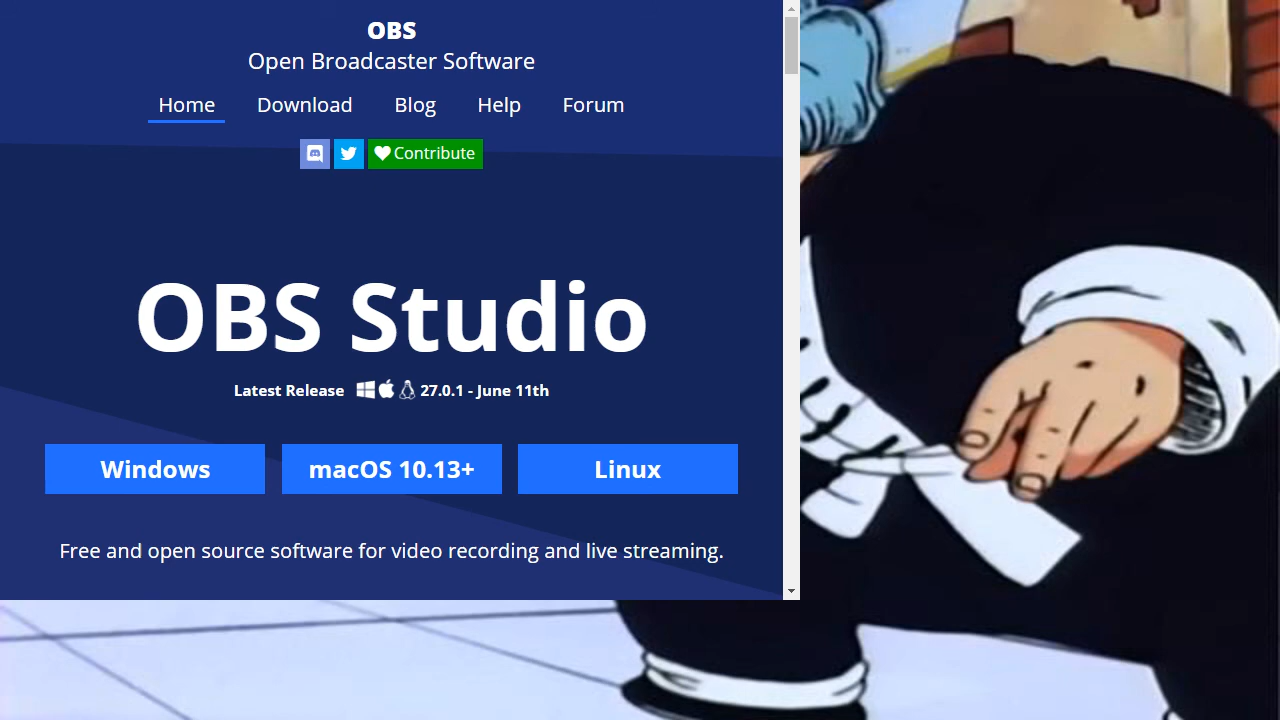 OBS
Open Broadcaster Software
Home Download Blog Help Forum
Contribute
OBS Studio
Latest Release 27.0.1 - June 11th
Windows macOS 10.13+ Linux
Free and open source software for video recording and live streaming.